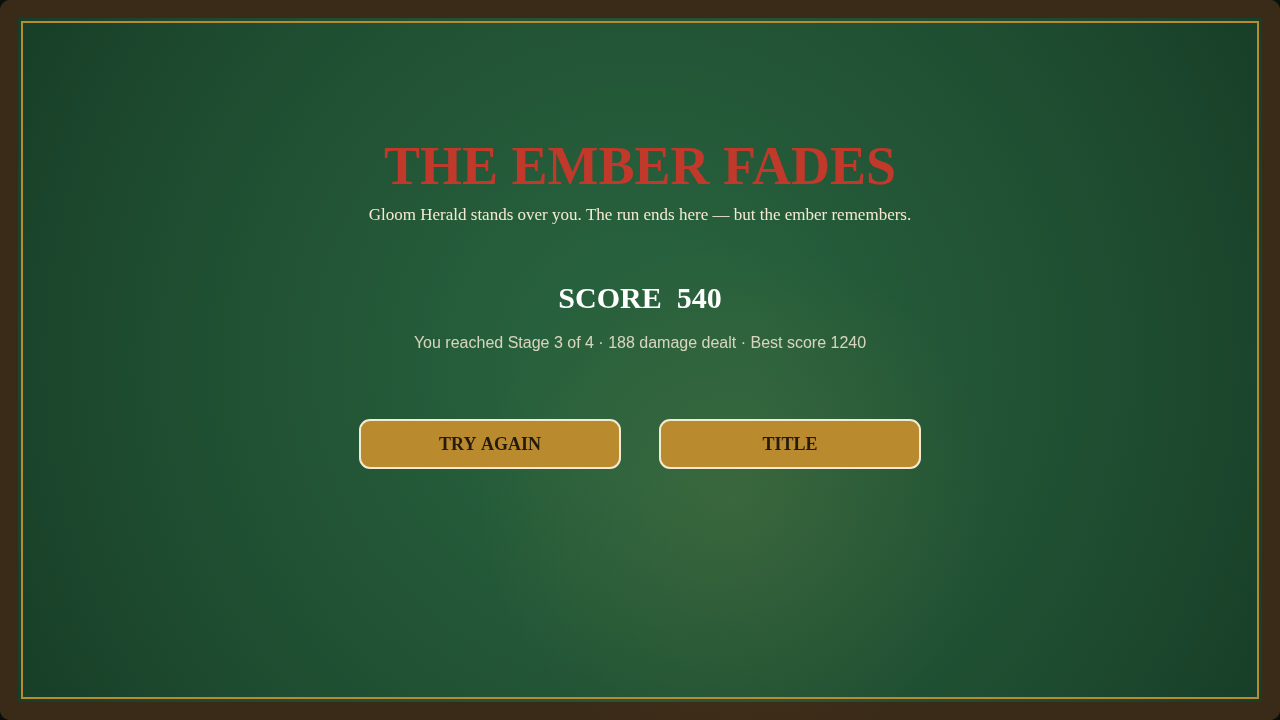 THE EMBER FADES
Gloom Herald stands over you. The run ends here — but the ember remembers.
SCORE 540
You reached Stage 3 of 4 · 188 damage dealt · Best score 1240
TRY AGAIN
TITLE